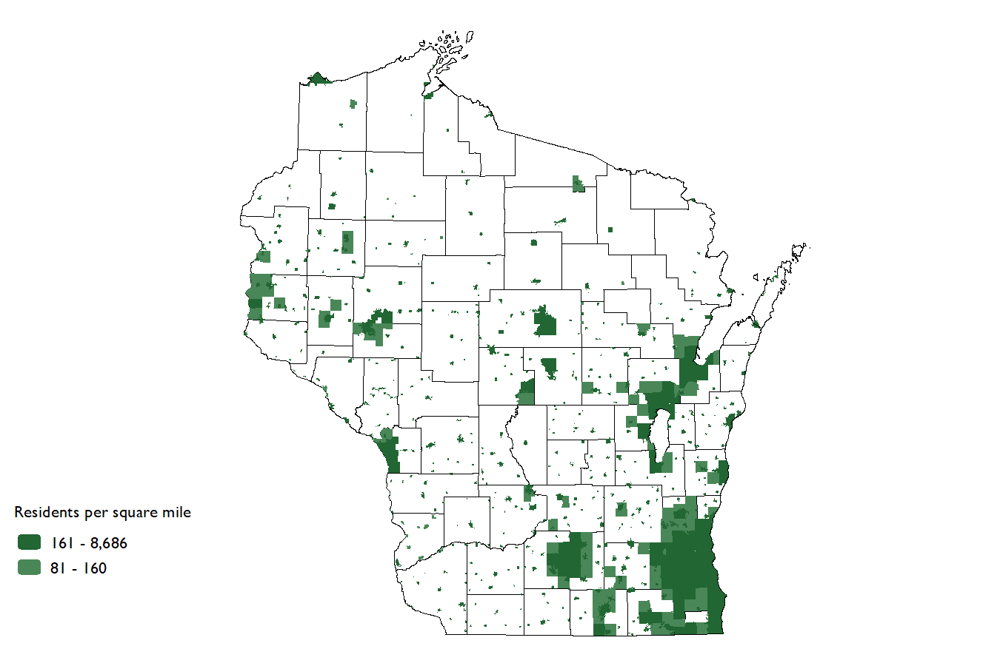 Residents per square mile
161 - 8,686
81 - 160